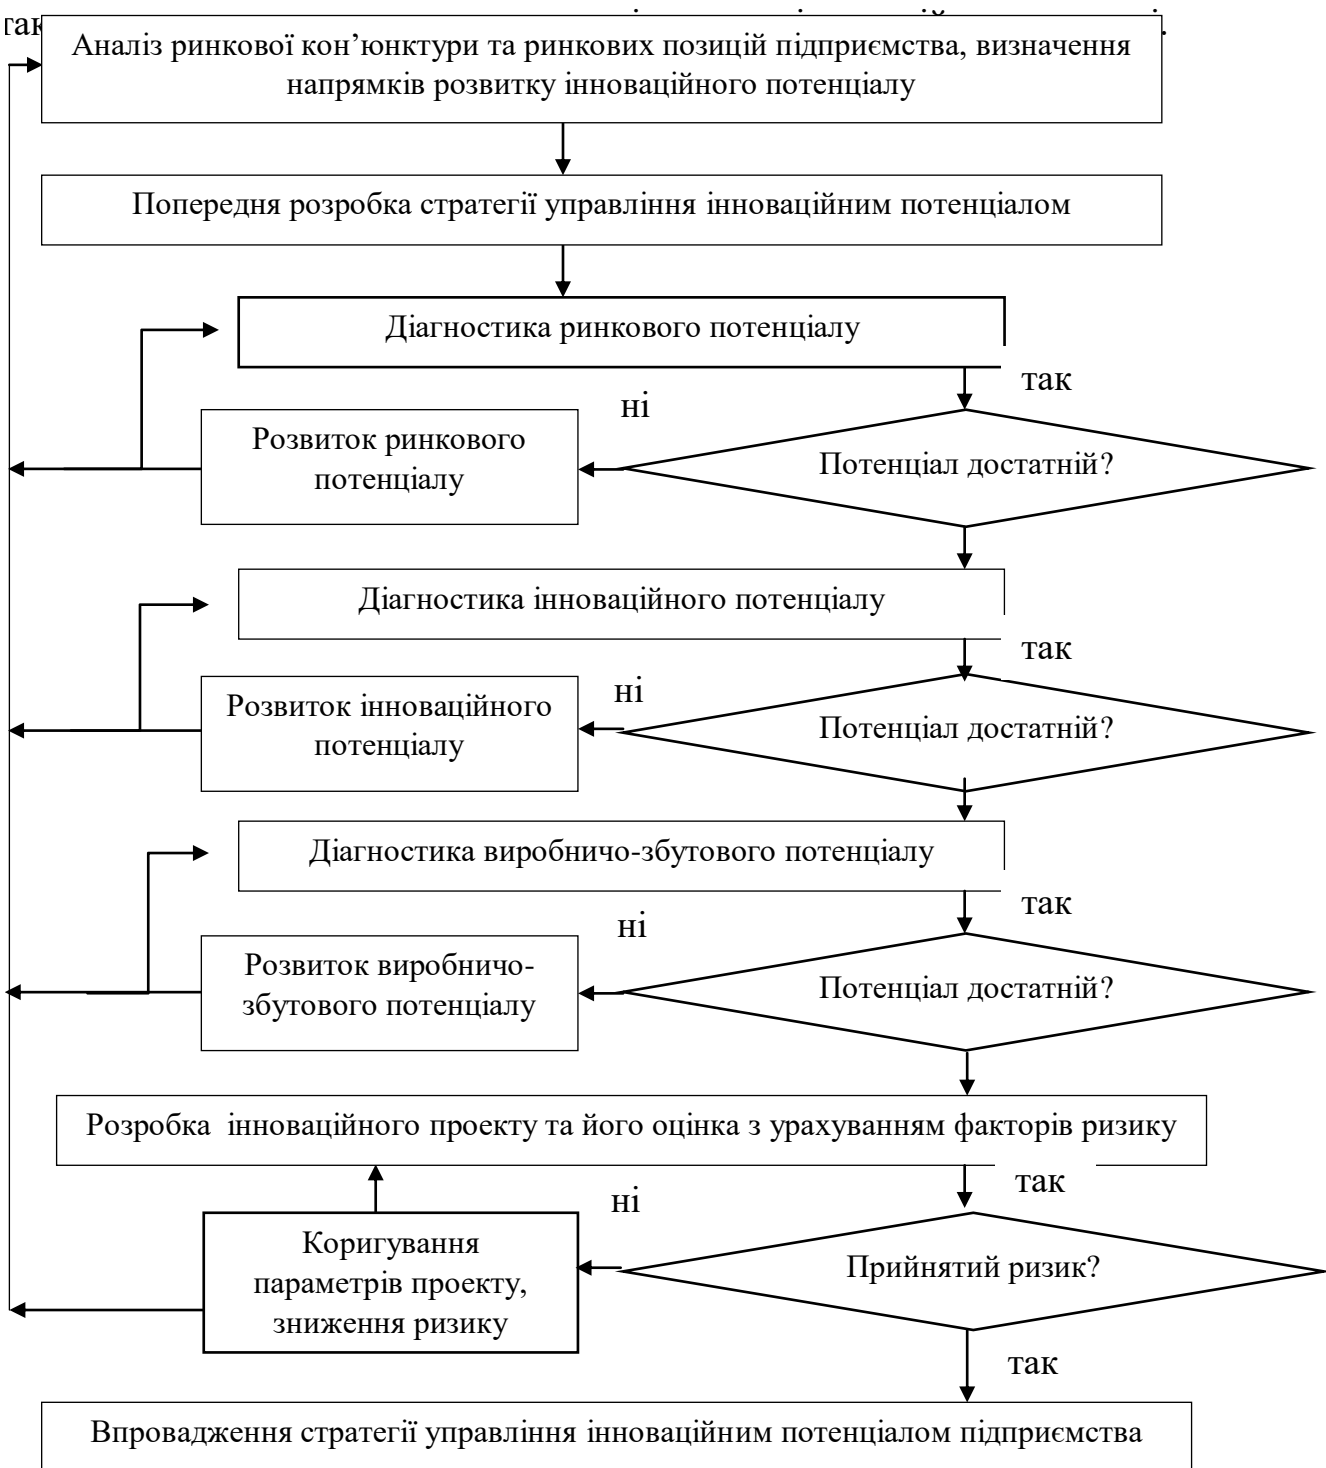 так
Аналіз ринкової кон’юнктури та ринкових позицій підприємства, визначення
напрямків розвитку інноваційного потенціалу
Попередня розробка стратегії управління інноваційним потенціалом
Діагностика ринкового потенціалу
так
ні
Розвиток ринкового
потенціалу
Потенціал достатній?
Діагностика інноваційного потенціалу
так
ні
Розвиток інноваційного
потенціалу
Потенціал достатній?
Діагностика виробничо-збутового потенціалу
так
ні
Розвиток виробничо-
збутового потенціалу
Потенціал достатній?
Розробка інноваційного проекту та його оцінка з урахуванням факторів ризику
так
ні
Коригування
параметрів проекту,
зниження ризику
Прийнятий ризик?
так
Впровадження стратегії управління інноваційним потенціалом підприємства